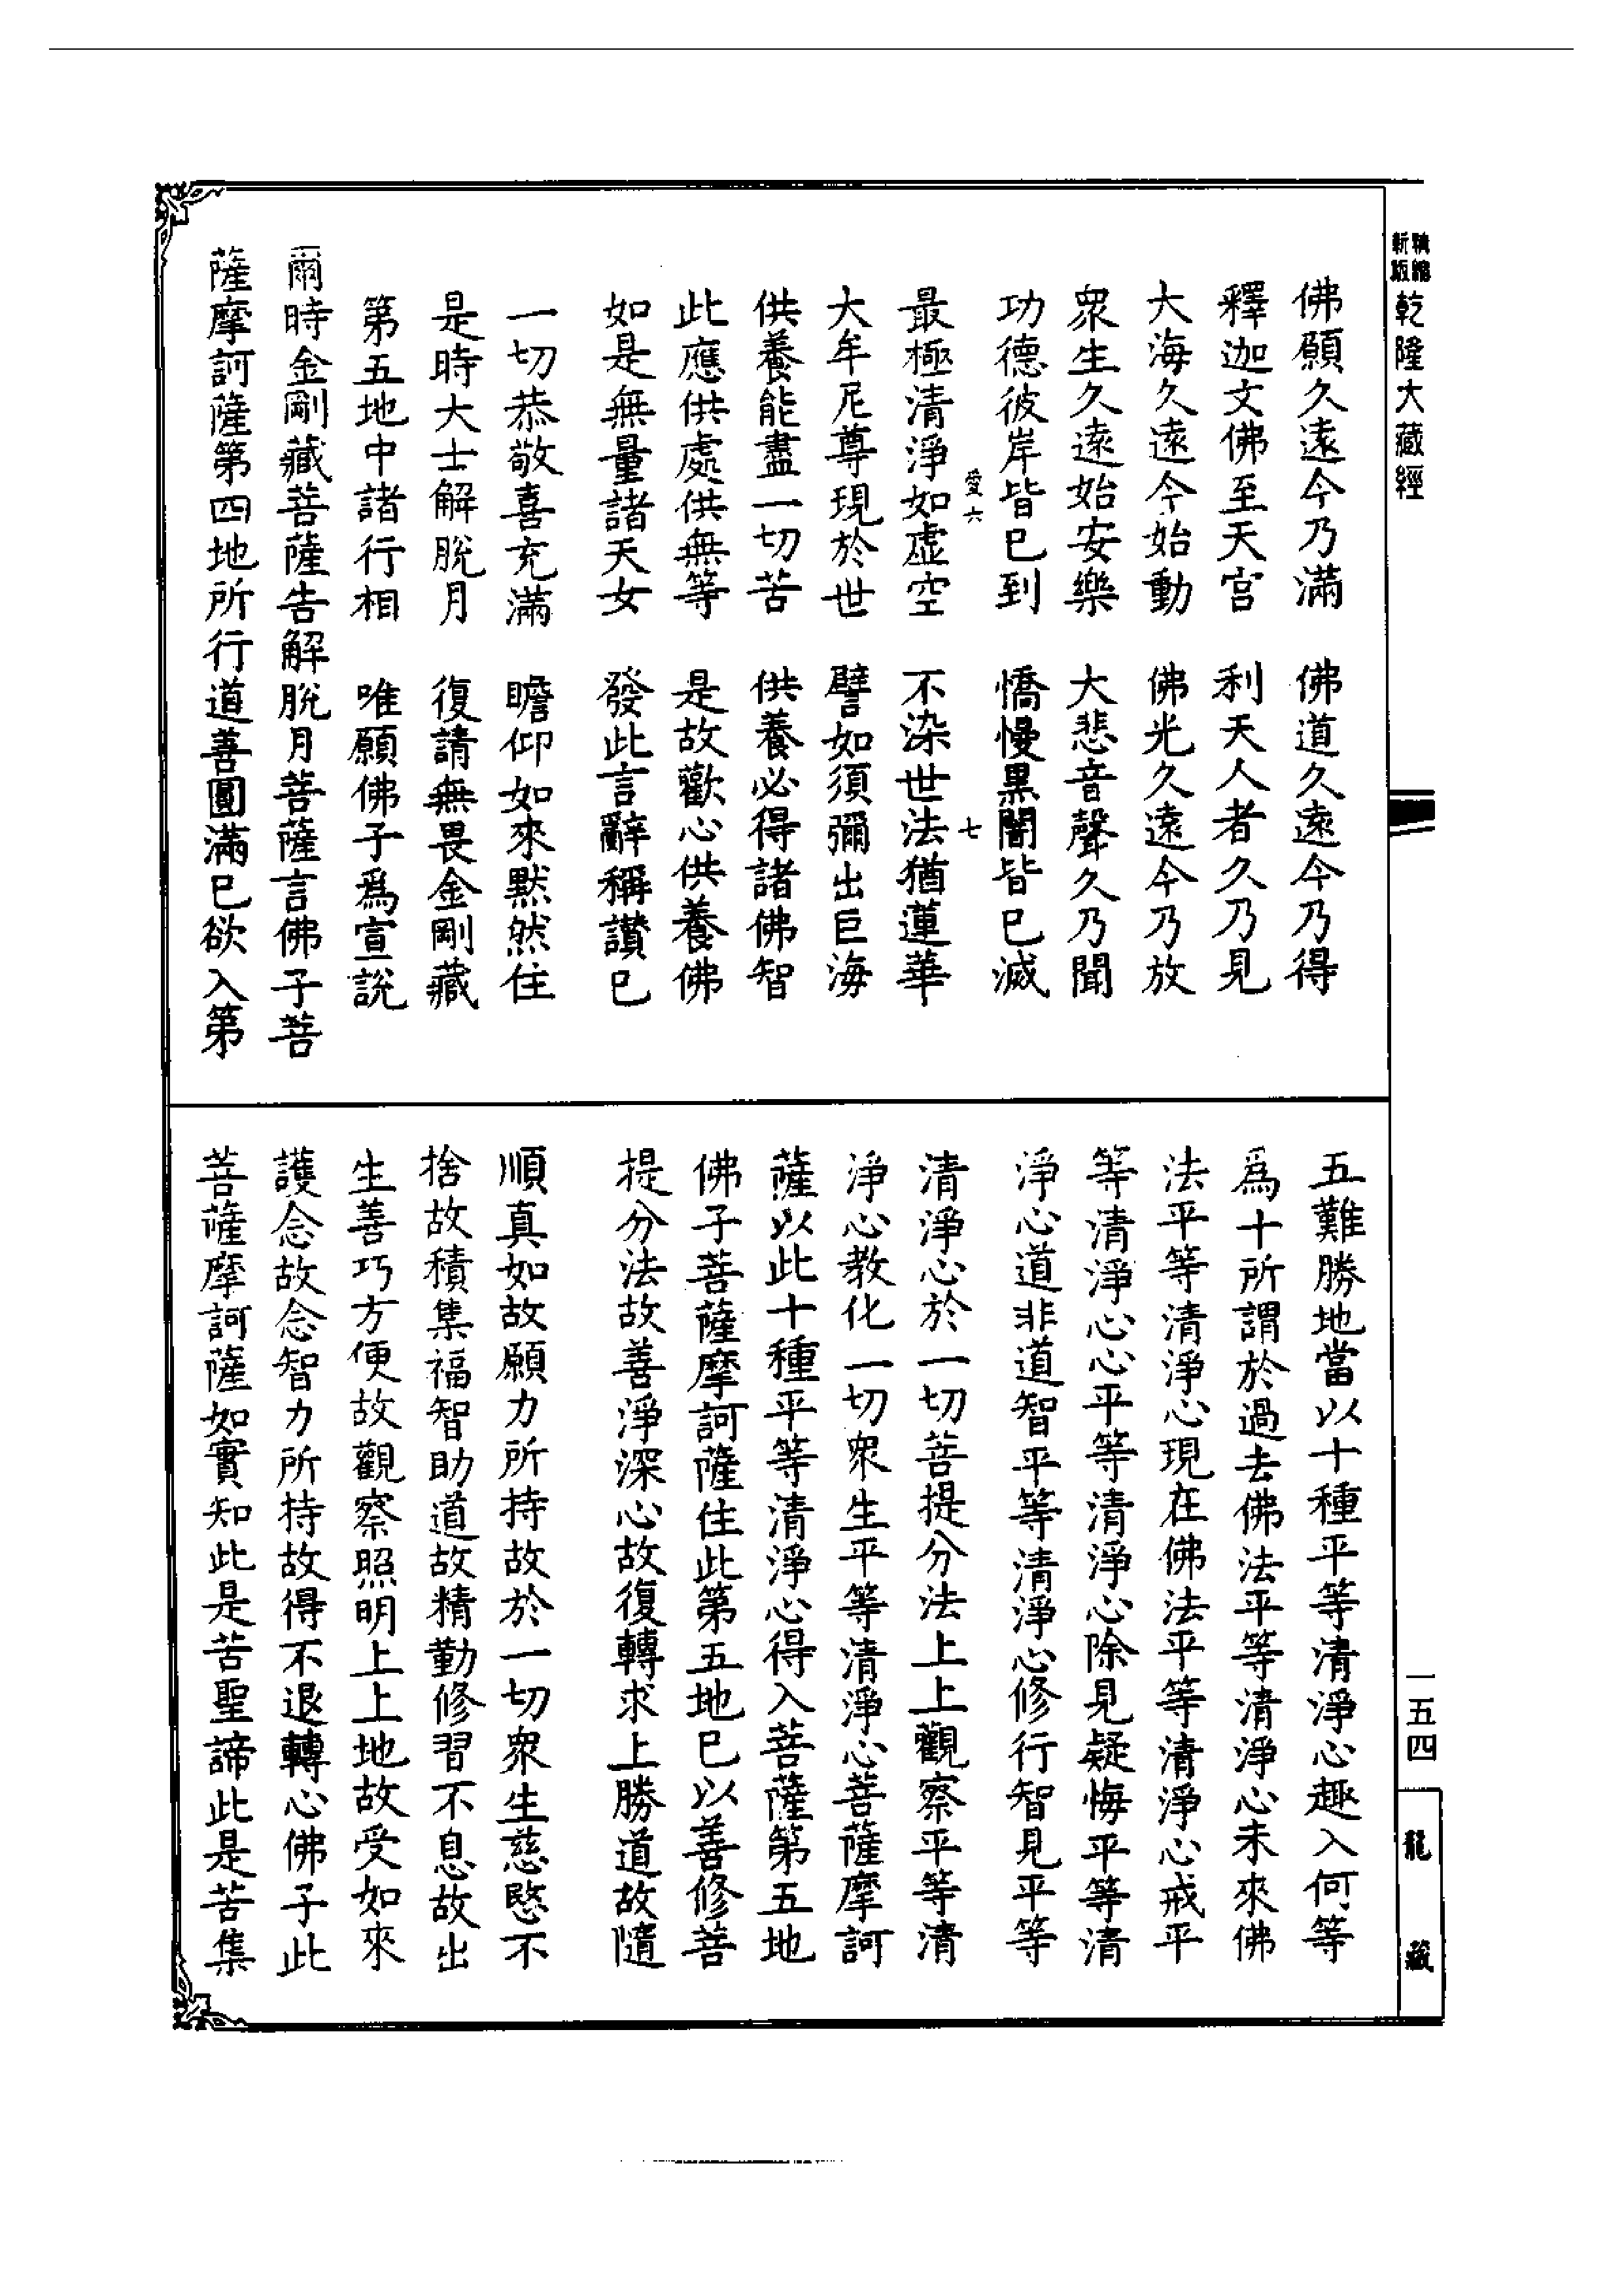 新版 精縮 乾隆大藏經
佛願久遠今乃滿 佛道久遠今乃得
釋迦文佛至天宮 利天人者久乃見
大海久遠今始動 佛光久遠今乃放
衆生久遠始安樂 大悲音聲久乃聞
功德彼岸皆已到 憍慢黑闇皆已滅
愛六 七
最極清淨如虛空 不染世法猶蓮華
大牟尼尊現於世 譬如須彌出巨海
供養能盡一切苦 供養必得諸佛智
此應供處供無等 是故歡心供養佛
如是無量諸天女 發此言辭稱讚已
一切恭敬喜充滿 瞻仰如來默然住
是時大士解脫月 復請無畏金剛藏
第五地中諸行相 唯願佛子爲宣說
爾時金剛藏菩薩告解脫月菩薩言佛子菩
薩摩訶薩第四地所行道善圓滿已欲入第
五難勝地當以十種平等清淨心趣入何等
爲十所謂於過去佛法平等清淨心未來佛
法平等清淨心現在佛法平等清淨心戒平
等清淨心心平等清淨心除見疑悔平等清
淨心道非道智平等清淨心修行智見平等
清淨心於一切菩提分法上上觀察平等清
淨心教化一切衆生平等清淨心菩薩摩訶
薩以此十種平等清淨心得入菩薩第五地
佛子菩薩摩訶薩住此第五地已以善修菩
提分法故善淨深心故復轉求上勝道故隨
順真如故願力所持故於一切衆生慈愍不
捨故積集福智助道故精勤修習不息故出
生善巧方便故觀察照明上上地故受如來
護念故念智力所持故得不退轉心佛子此
菩薩摩訶薩如實知此是苦聖諦此是苦集
一五四
龍藏